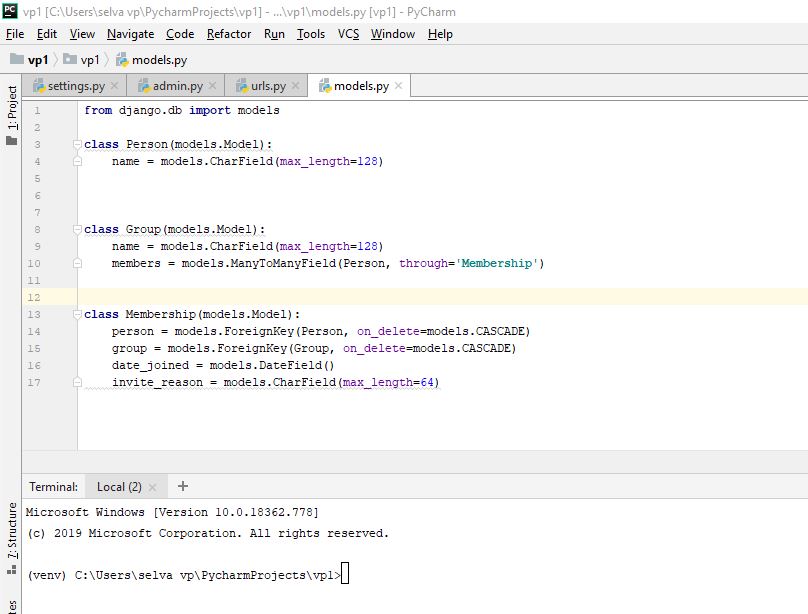 PC vp1 [C:\Users\selva vp\PycharmProjects\vp1] - ...\vp1\models.py [vp1] - PyCharm
File Edit View Navigate Code Refactor Run Tools VCS Window Help
vp1 vp1 models.py
settings.py admin.py urls.py models.py
1: Project
1 from django.db import models
2
3 class Person(models.Model):
4 name = models.CharField(max_length=128)
5
6
7
8 class Group(models.Model):
9 name = models.CharField(max_length=128)
10 members = models.ManyToManyField(Person, through='Membership')
11
12
13 class Membership(models.Model):
14 person = models.ForeignKey(Person, on_delete=models.CASCADE)
15 group = models.ForeignKey(Group, on_delete=models.CASCADE)
16 date_joined = models.DateField()
17 invite_reason = models.CharField(max_length=64)
Terminal: Local (2) +
Microsoft Windows [Version 10.0.18362.778]
(c) 2019 Microsoft Corporation. All rights reserved.
(venv) C:\Users\selva vp\PycharmProjects\vp1>
7: Structure